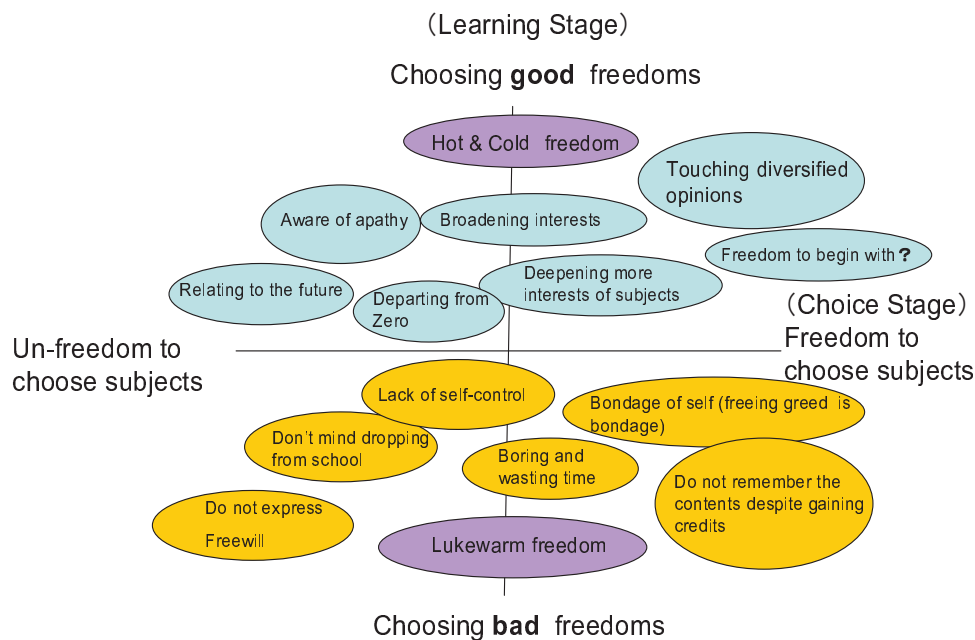 （Learning Stage)
Choosing good freedoms
Hot & Cold freedom
Touching diversified
opinions
Aware of apathy
Broadening interests
Freedom to begin with ?
Deepening more
interests of subjects
Relating to the future
Departing from
Zero
（Choice Stage)
Freedom to
choose subjects
Un-freedom to
choose subjects
Lack of self-control
Bondage of self (freeing greed is
bondage)
Don't mind dropping
from school
Boring and
wasting time
Do not remember the
contents despite gaining
credits
Do not express
Freewill
Lukewarm freedom
Choosing bad freedoms